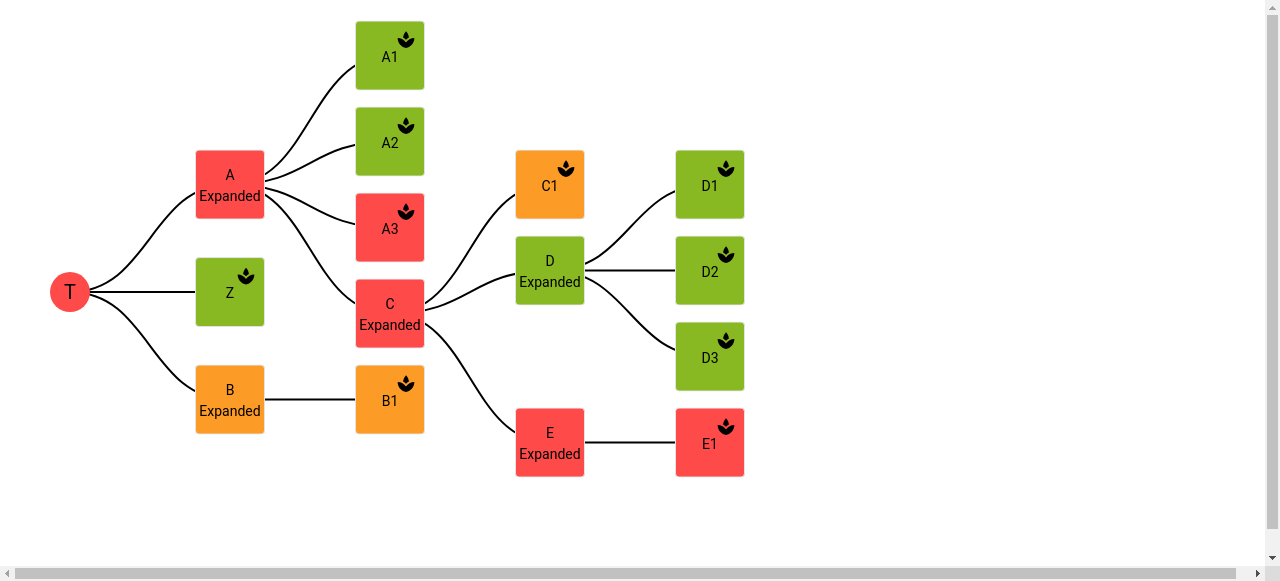 T
A
Expanded
Z
B
Expanded
A1
A2
A3
C
Expanded
B1
C1
D
Expanded
E
Expanded
D1
D2
D3
E1